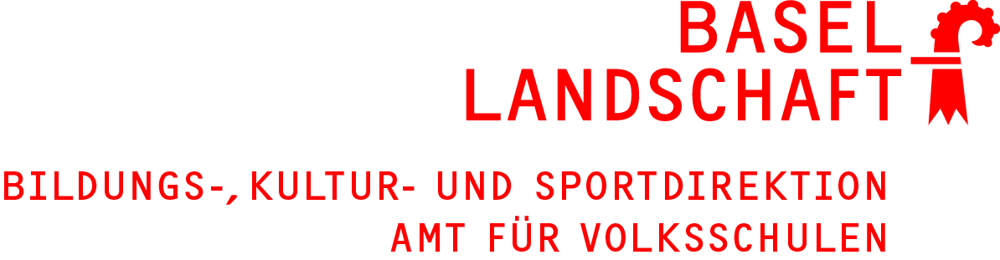 BASEL
LANDSCHAFT
BILDUNGS-, KULTUR- UND SPORTDIREKTION
AMT FÜR VOLKSSCHULEN